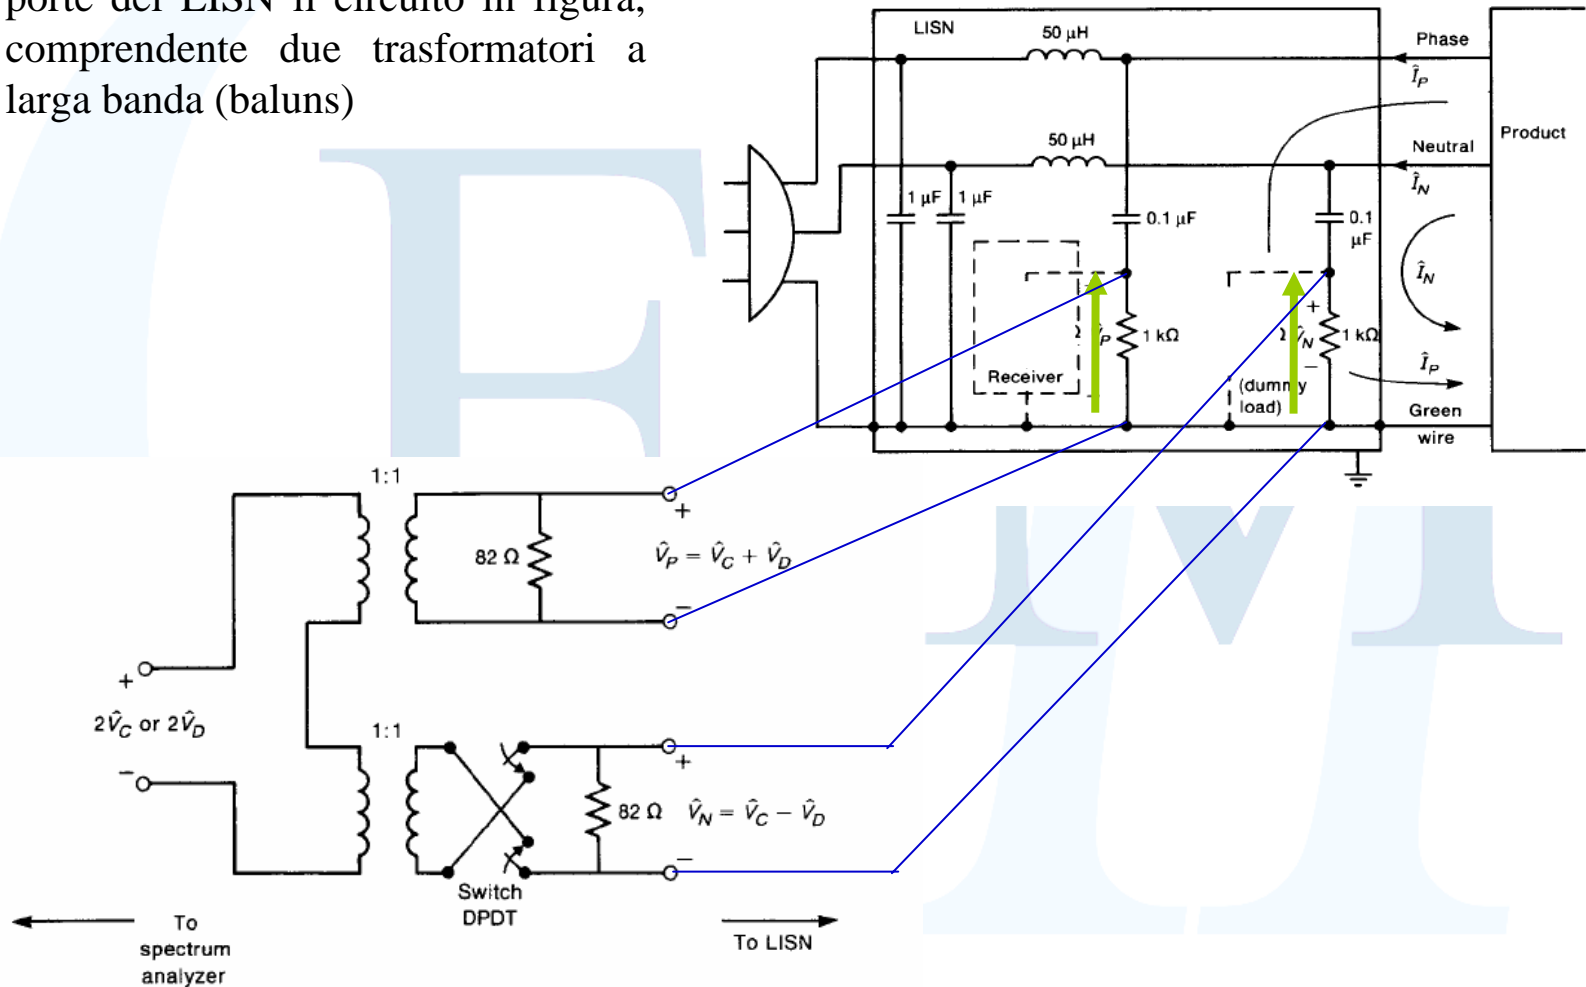 porte del LISN il circuito in figura,
comprendente due trasformatori a
larga banda (baluns)
LISN
50 μH
Phase
Î_P
50 μH
Neutral
Î_N
Product
1 μF
1 μF
0.1 μF
0.1
μF
Î_N
+
1 kΩ
V̂_N
1 kΩ
−
Î_P
Receiver
(dummy
load)
Green
wire
1:1
82 Ω
+
V̂_P = V̂_C + V̂_D
−
+
2V̂_C or 2V̂_D
−
1:1
+
82 Ω
V̂_N = V̂_C − V̂_D
−
Switch
DPDT
To
spectrum
analyzer
To LISN